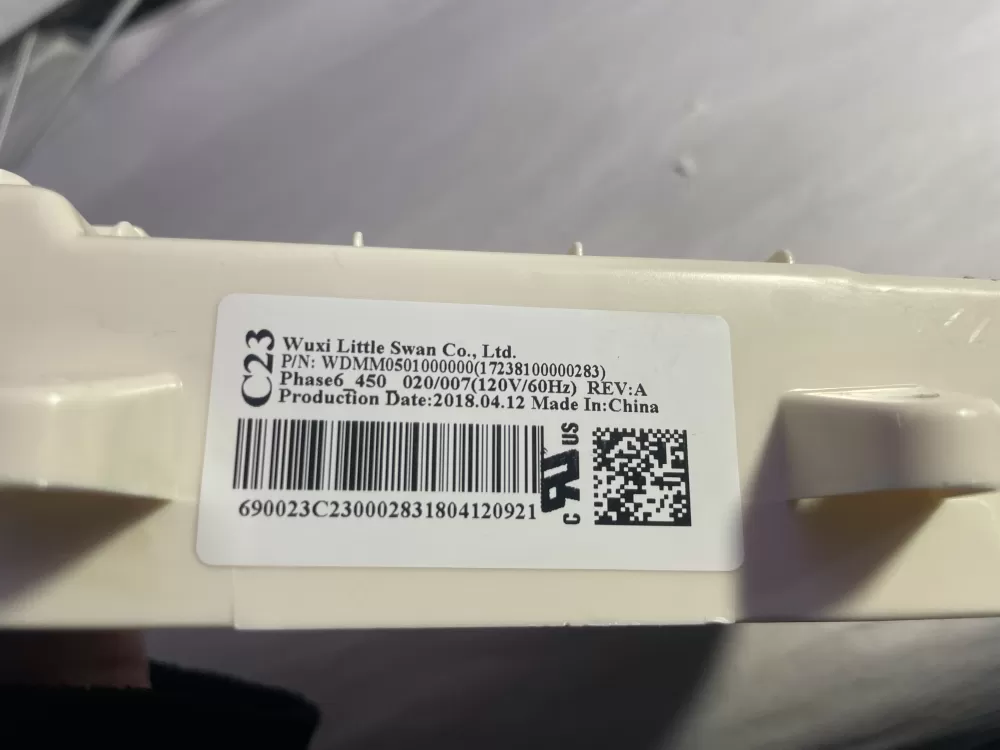 C23
Wuxi Little Swan Co., Ltd.
P/N: WDMM0501000000(17238100000283)
Phase6_450_020/007(120V/60Hz) REV:A
Production Date:2018.04.12 Made In:China
690023C230002831804120921
C RU US